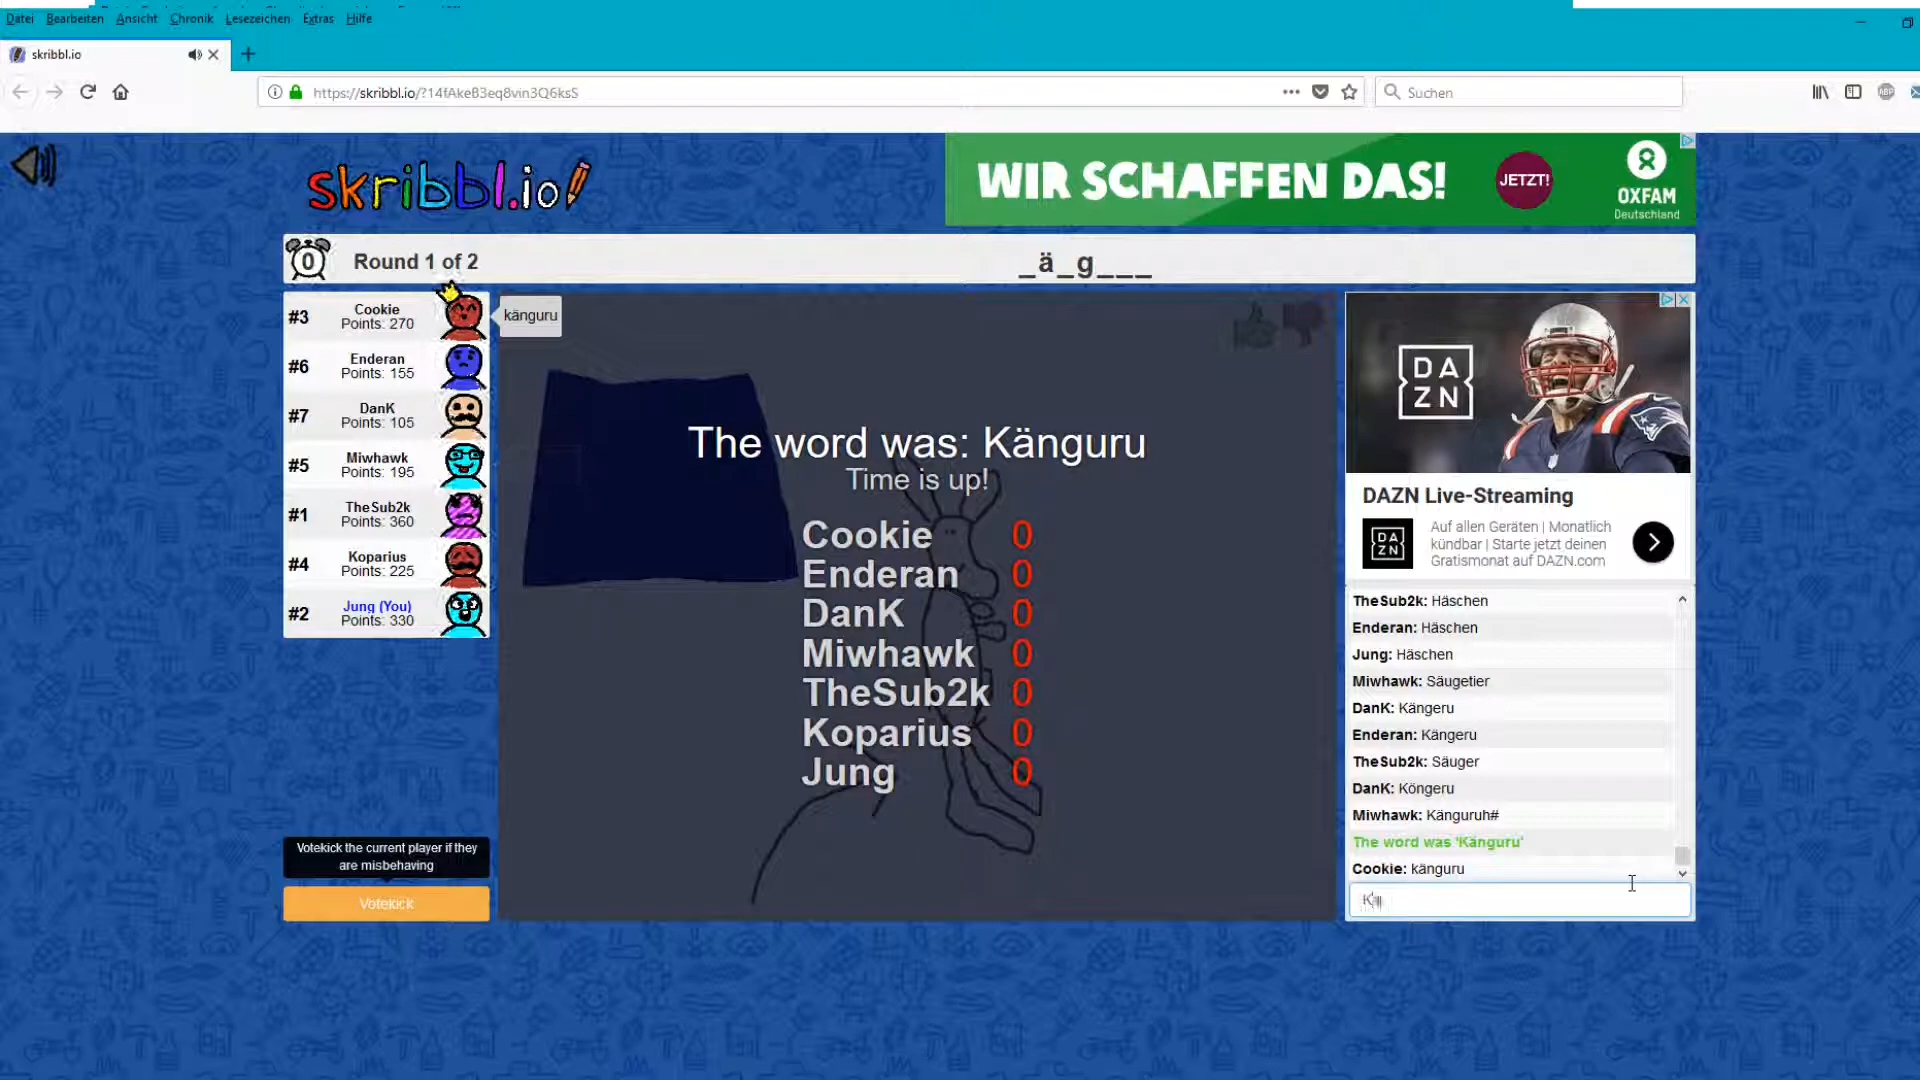 Datei Bearbeiten Ansicht Chronik Lesezeichen Extras Hilfe
skribbl.io
https://skribbl.io/?14fAkeB3eq8vin3Q6ksS
Suchen
ABP
skribbl.io
WIR SCHAFFEN DAS!
JETZT!
OXFAM
Deutschland
0
Round 1 of 2
_ä_g___
#3 Cookie
Points: 270
känguru
#6 Enderan
Points: 155
#7 DanK
Points: 105
#5 Miwhawk
Points: 195
#1 TheSub2k
Points: 360
#4 Koparius
Points: 225
#2 Jung (You)
Points: 330
Votekick the current player if they
are misbehaving
Votekick
The word was: Känguru
Time is up!
Cookie 0
Enderan 0
DanK 0
Miwhawk 0
TheSub2k 0
Koparius 0
Jung 0
DA
ZN
DAZN Live-Streaming
DA
ZN
Auf allen Geräten | Monatlich
kündbar | Starte jetzt deinen
Gratismonat auf DAZN.com
TheSub2k: Häschen
Enderan: Häschen
Jung: Häschen
Miwhawk: Säugetier
DanK: Kängeru
Enderan: Kängeru
TheSub2k: Säuger
DanK: Köngeru
Miwhawk: Känguruh#
The word was 'Känguru'
Cookie: känguru